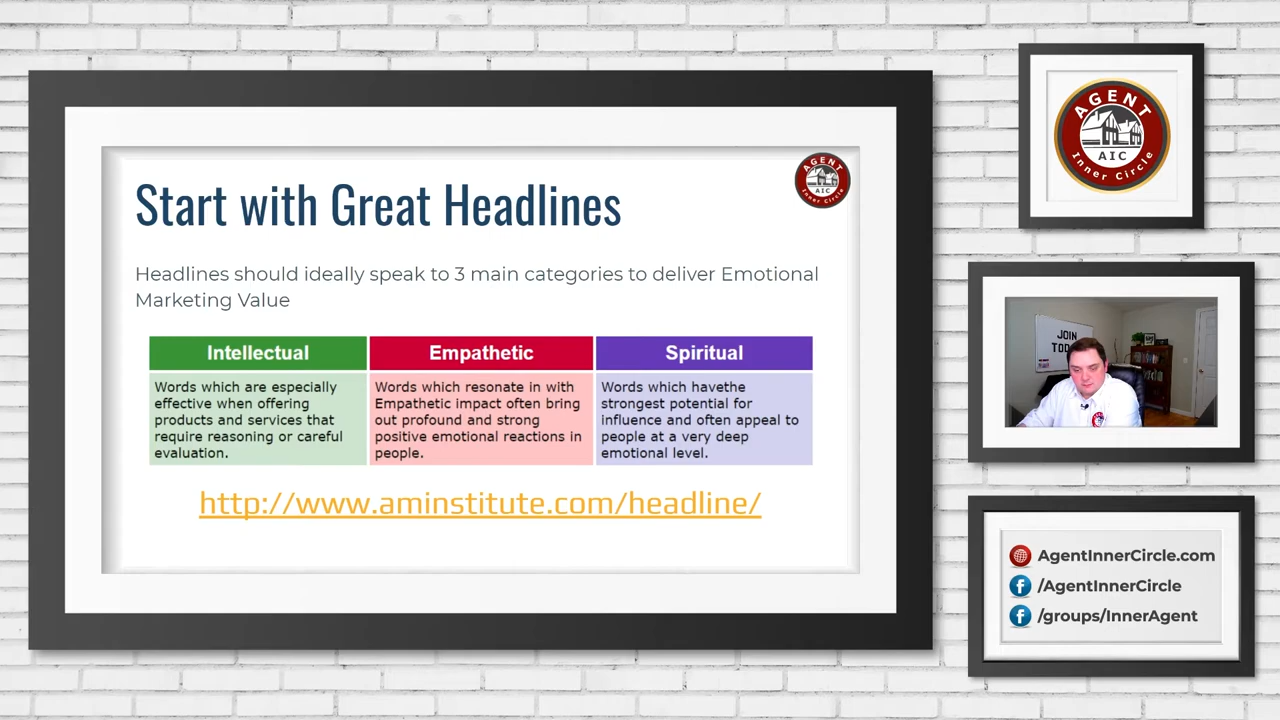 Start with Great Headlines
AGENT
AIC
Inner Circle
Headlines should ideally speak to 3 main categories to deliver Emotional
Marketing Value
Intellectual
Words which are especially
effective when offering
products and services that
require reasoning or careful
evaluation.
Empathetic
Words which resonate in with
Empathetic impact often bring
out profound and strong
positive emotional reactions in
people.
Spiritual
Words which havethe
strongest potential for
influence and often appeal to
people at a very deep
emotional level.
http://www.aminstitute.com/headline/
AGENT
AIC
Inner Circle
JOIN
AgentInnerCircle.com
/AgentInnerCircle
/groups/InnerAgent